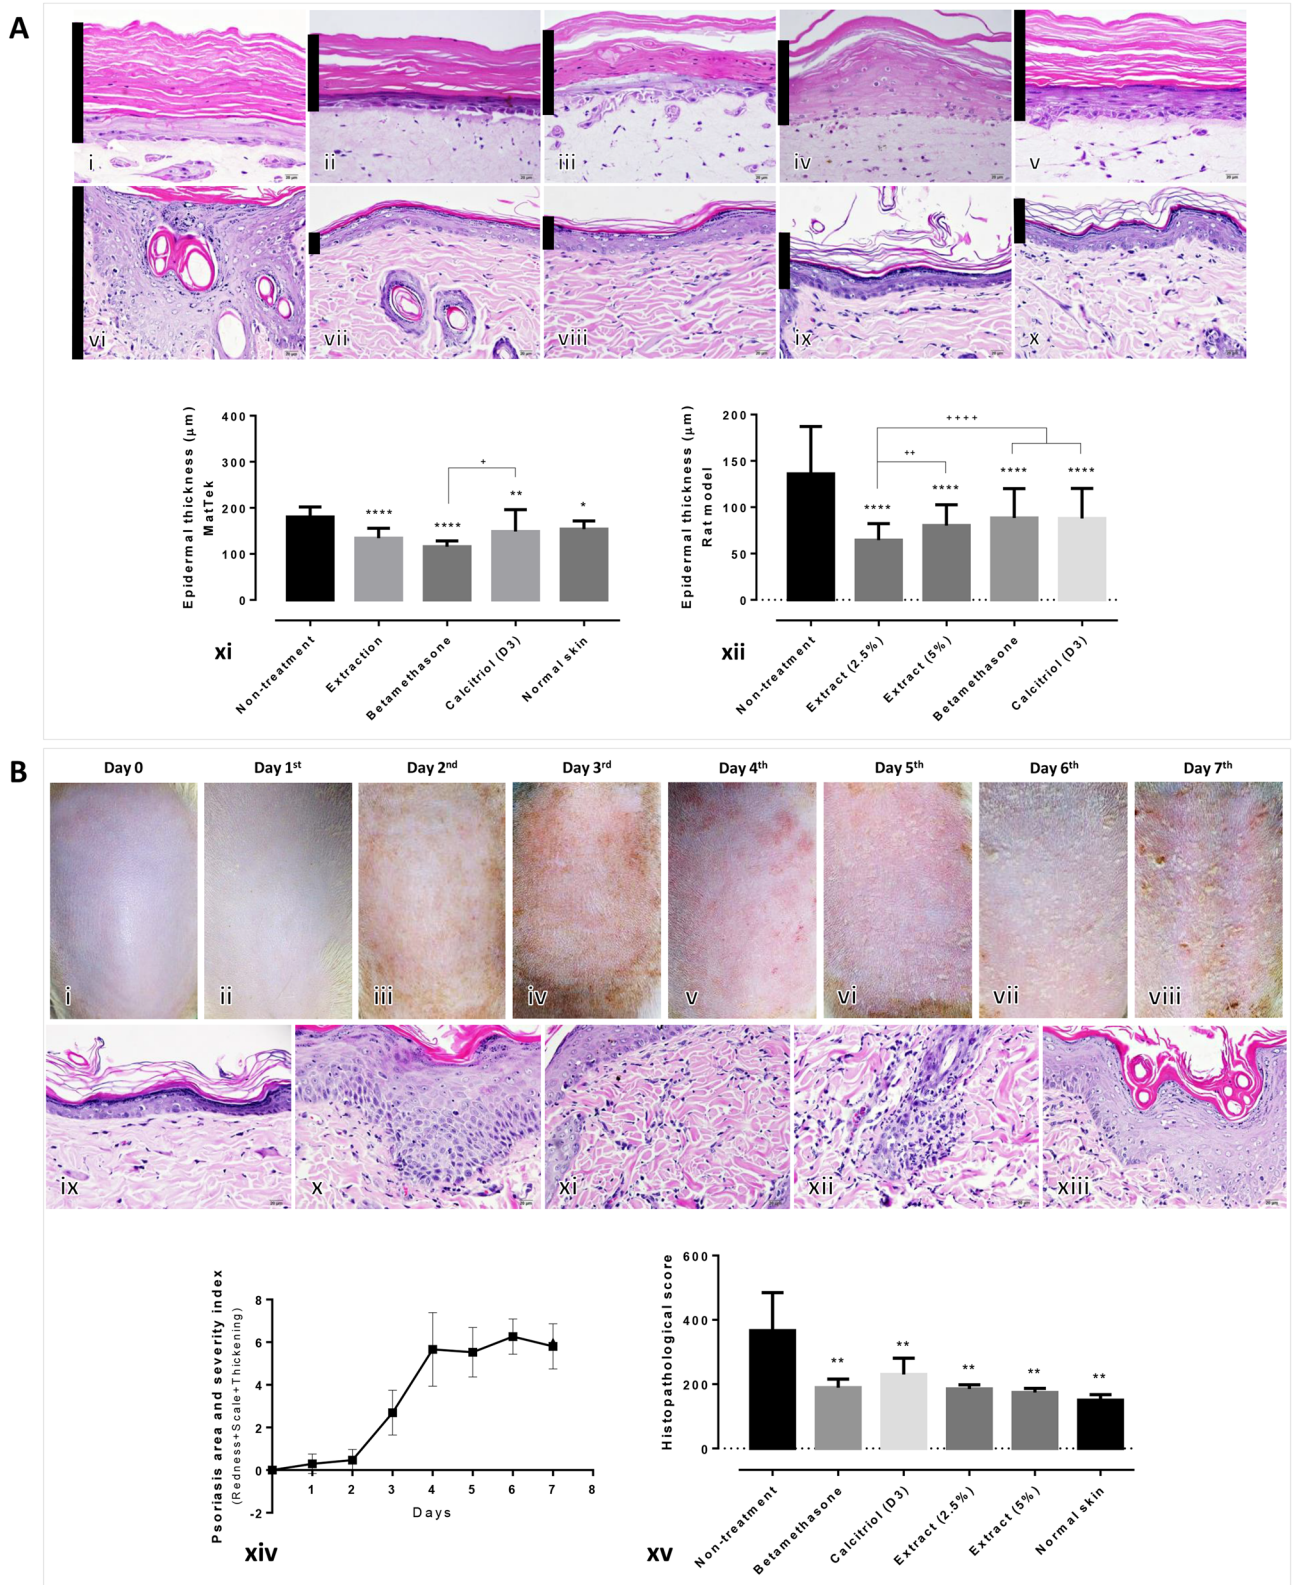 A
i
ii
iii
iv
v
vi
vii
viii
ix
x
Epidermal thickness (µm)
MatTek
400
300
200
100
0
****
****
+
**
*
Non-treatment
Extraction
Betamethasone
Calcitriol (D3)
Normal skin
xi
Epidermal thickness (µm)
Rat model
200
150
100
50
0
++++
++
****
****
****
****
Non-treatment
Extract (2.5%)
Extract (5%)
Betamethasone
Calcitriol (D3)
xii
B
Day 0 Day 1st Day 2nd Day 3rd Day 4th Day 5th Day 6th Day 7th
i
ii
iii
iv
v
vi
vii
viii
ix
x
xi
xii
xiii
Psoriasis area and severity index
(Redness+Scale+Thickening)
8
6
4
2
0
-2
1 2 3 4 5 6 7 8
Days
xiv
Histopathological score
600
400
200
0
** ** ** ** **
Non-treatment
Betamethasone
Calcitriol (D3)
Extract (2.5%)
Extract (5%)
Normal skin
xv